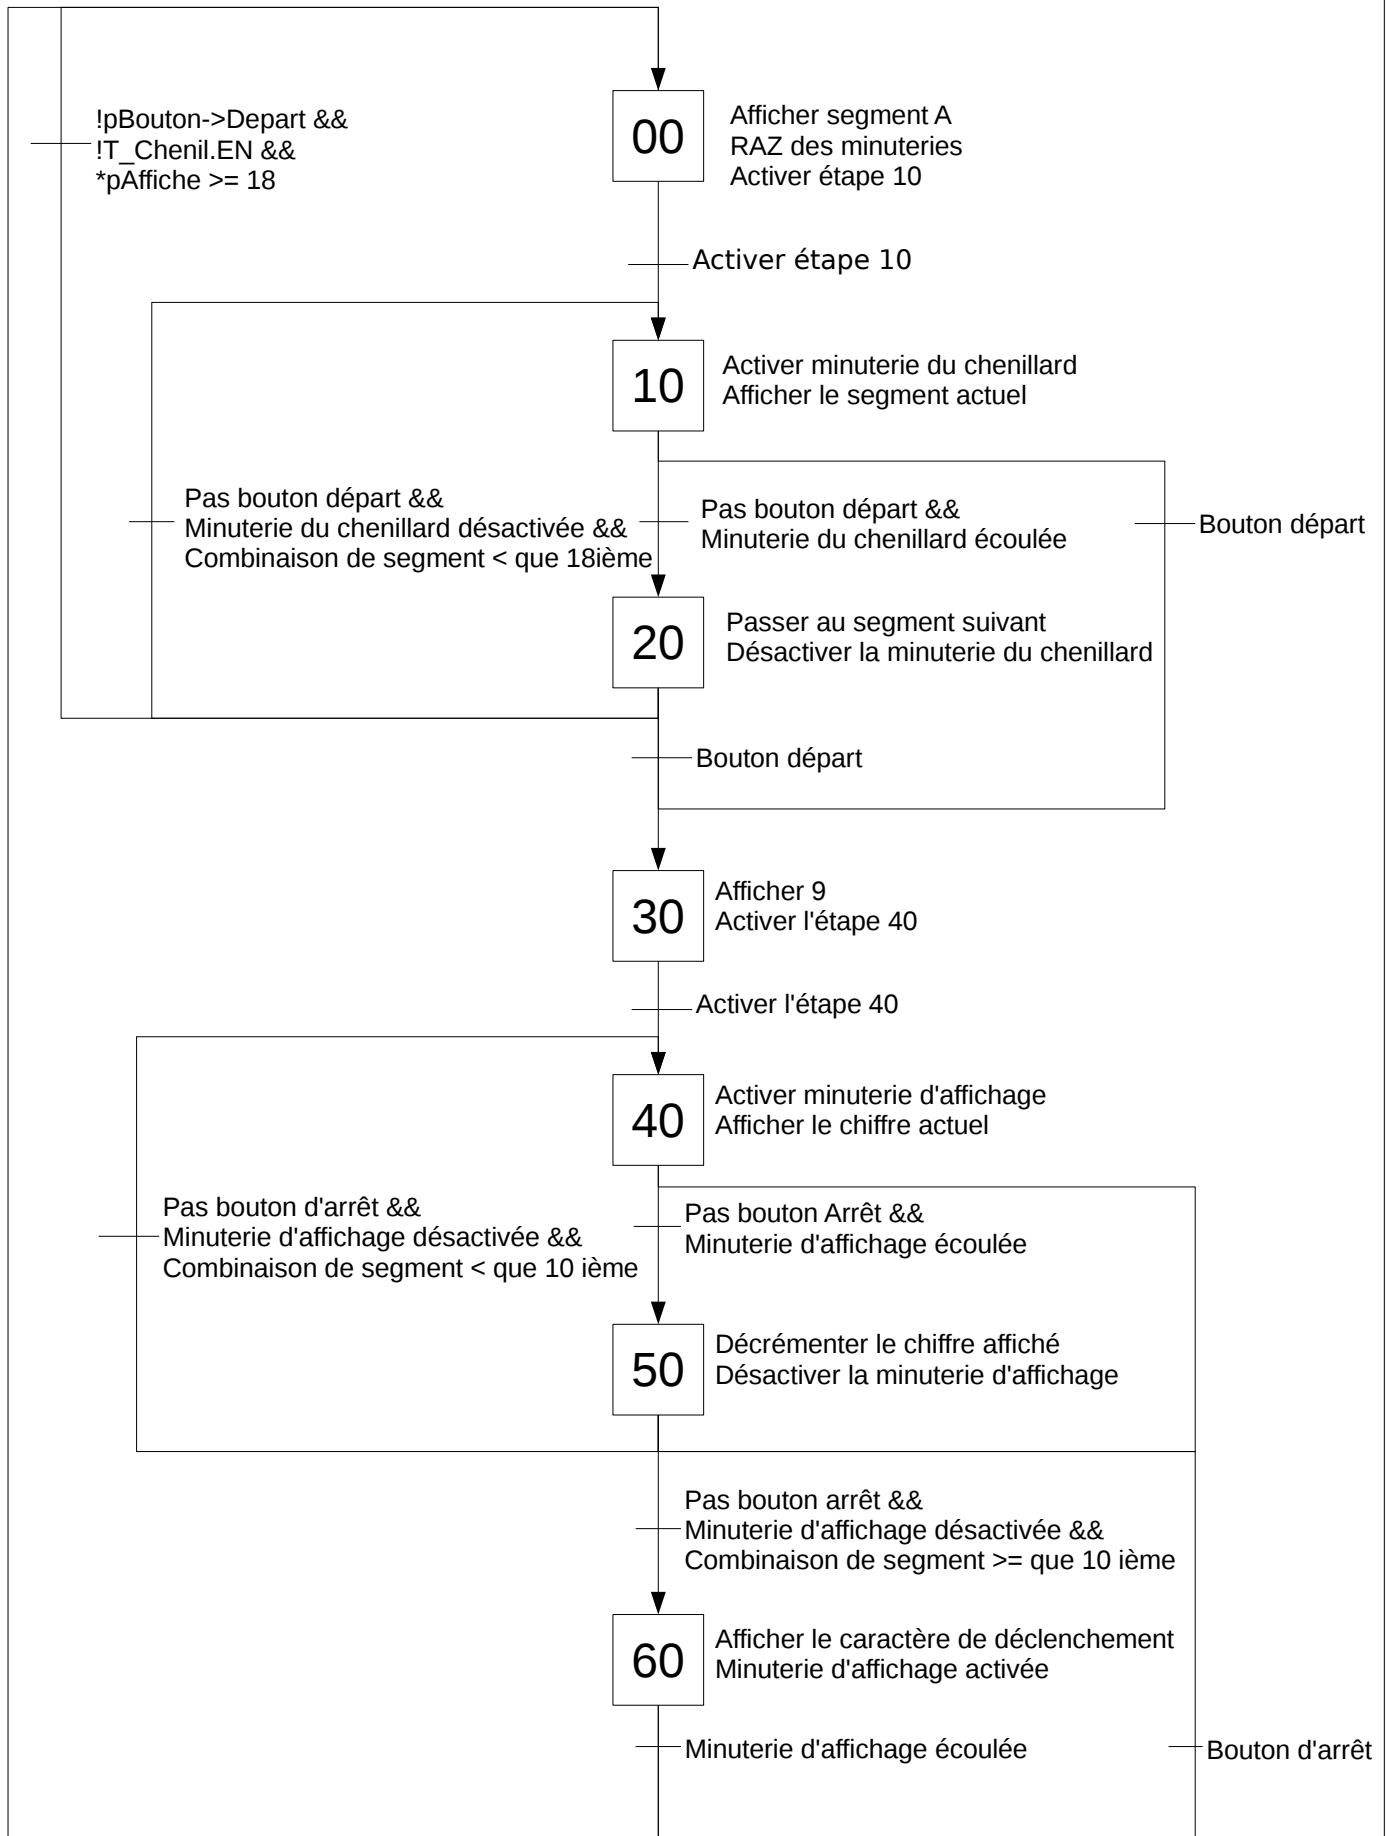 !pBouton->Depart &&
!T_Chenil.EN &&
*pAffiche >= 18
00
Afficher segment A
RAZ des minuteries
Activer étape 10
Activer étape 10
10
Activer minuterie du chenillard
Afficher le segment actuel
Pas bouton départ &&
Minuterie du chenillard désactivée &&
Combinaison de segment < que 18ième
Pas bouton départ &&
Minuterie du chenillard écoulée
Bouton départ
20
Passer au segment suivant
Désactiver la minuterie du chenillard
Bouton départ
30
Afficher 9
Activer l'étape 40
Activer l'étape 40
40
Activer minuterie d'affichage
Afficher le chiffre actuel
Pas bouton d'arrêt &&
Minuterie d'affichage désactivée &&
Combinaison de segment < que 10 ième
Pas bouton Arrêt &&
Minuterie d'affichage écoulée
50
Décrémenter le chiffre affiché
Désactiver la minuterie d'affichage
Pas bouton arrêt &&
Minuterie d'affichage désactivée &&
Combinaison de segment >= que 10 ième
60
Afficher le caractère de déclenchement
Minuterie d'affichage activée
Minuterie d'affichage écoulée
Bouton d'arrêt